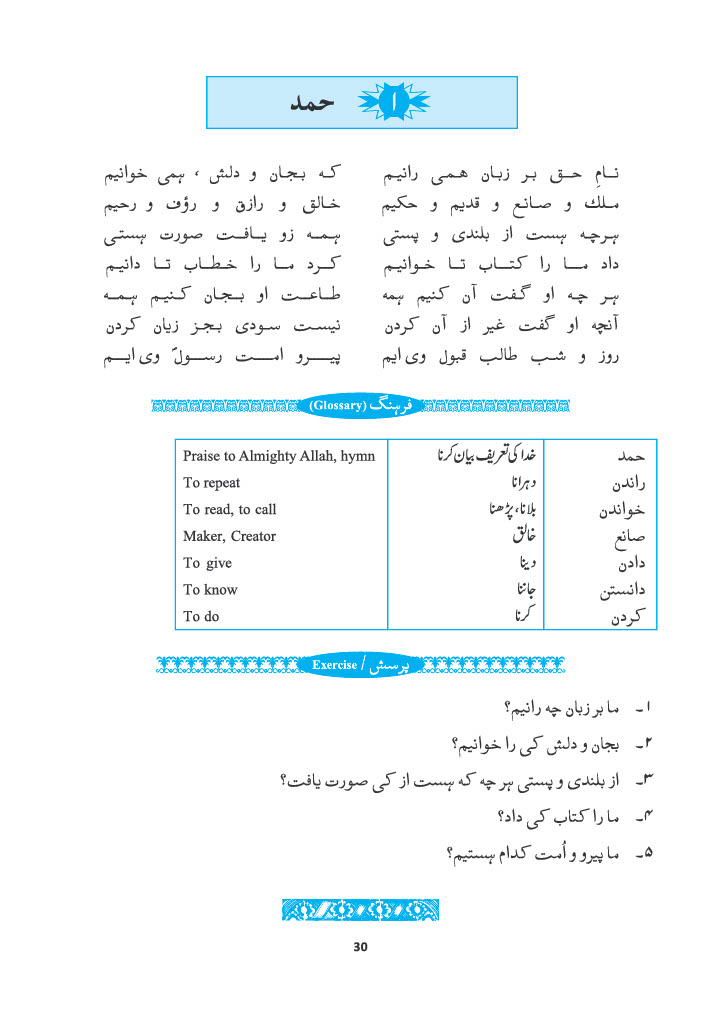 ۱ حمد
نامِ حق بر زبان همی رانیم که بجان و دلش ، ہمی خوانیم
ملك و صانع و قدیم و حکیم خالق و رازق و رؤف و رحیم
ہرچہ ہست از بلندی و پستی ہمہ زو یافت صورت ہستی
داد ما را کتاب تا خوانیم کرد ما را خطاب تا دانیم
ہر چہ او گفت آن کنیم ہمه طاعت او بجان کنیم ہمہ
آنچہ او گفت غیر از آن کردن نیست سودی بجز زیان کردن
روز و شب طالب قبول وی ایم پیرو امت رسولؐ وی ایم
فرہنگ (Glossary)
حمد خدا کی تعریف بیان کرنا Praise to Almighty Allah, hymn
راندن دہرانا To repeat
خواندن بلانا، پڑھنا To read, to call
صانع خالق Maker, Creator
دادن دینا To give
دانستن جاننا To know
کردن کرنا To do
پرسش / Exercise
۱۔ ما بر زبان چه رانیم؟
۲۔ بجان و دلش کی را خوانیم؟
۳۔ از بلندی و پستی ہر چه که ہست از کی صورت یافت؟
۴۔ ما را کتاب کی داد؟
۵۔ ما پیرو و اُمت کدام ہستیم؟
30